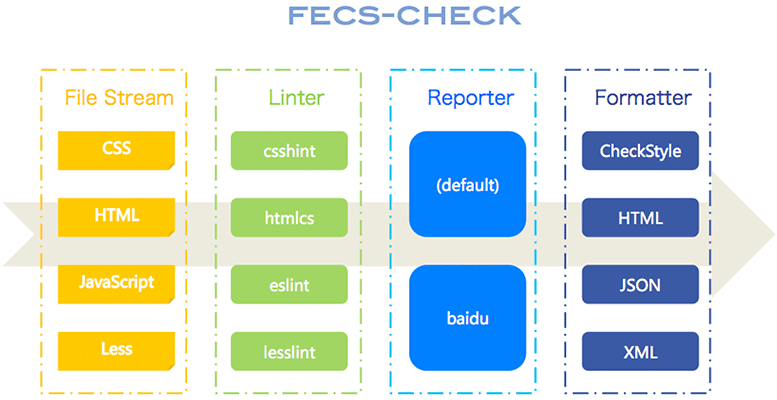 FECS-CHECK
File Stream
Linter
Reporter
Formatter
CSS
csshint
(default)
CheckStyle
HTML
htmlcs
HTML
JavaScript
eslint
baidu
JSON
Less
lesslint
XML